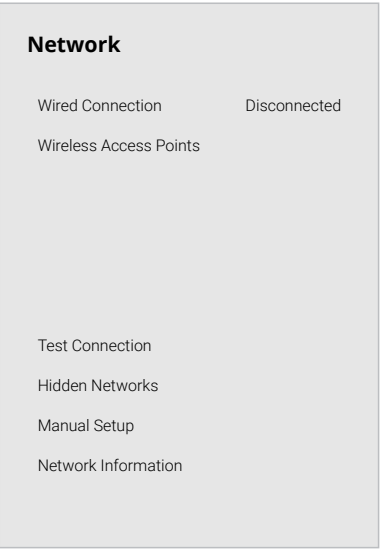 Network
Wired Connection Disconnected
Wireless Access Points
Test Connection
Hidden Networks
Manual Setup
Network Information